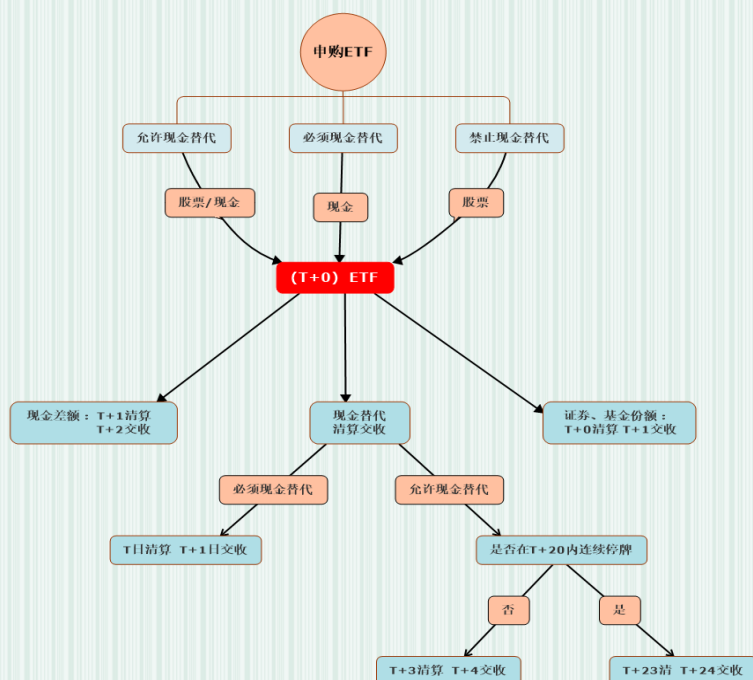 申购ETF
允许现金替代
必须现金替代
禁止现金替代
股票/现金
现金
股票
(T+0) ETF
现金差额：T+1清算
T+2交收
现金替代
清算交收
证券、基金份额：
T+0清算 T+1交收
必须现金替代
允许现金替代
T日清算 T+1日交收
是否在T+20内连续停牌
否
是
T+3清算 T+4交收
T+23清 T+24交收